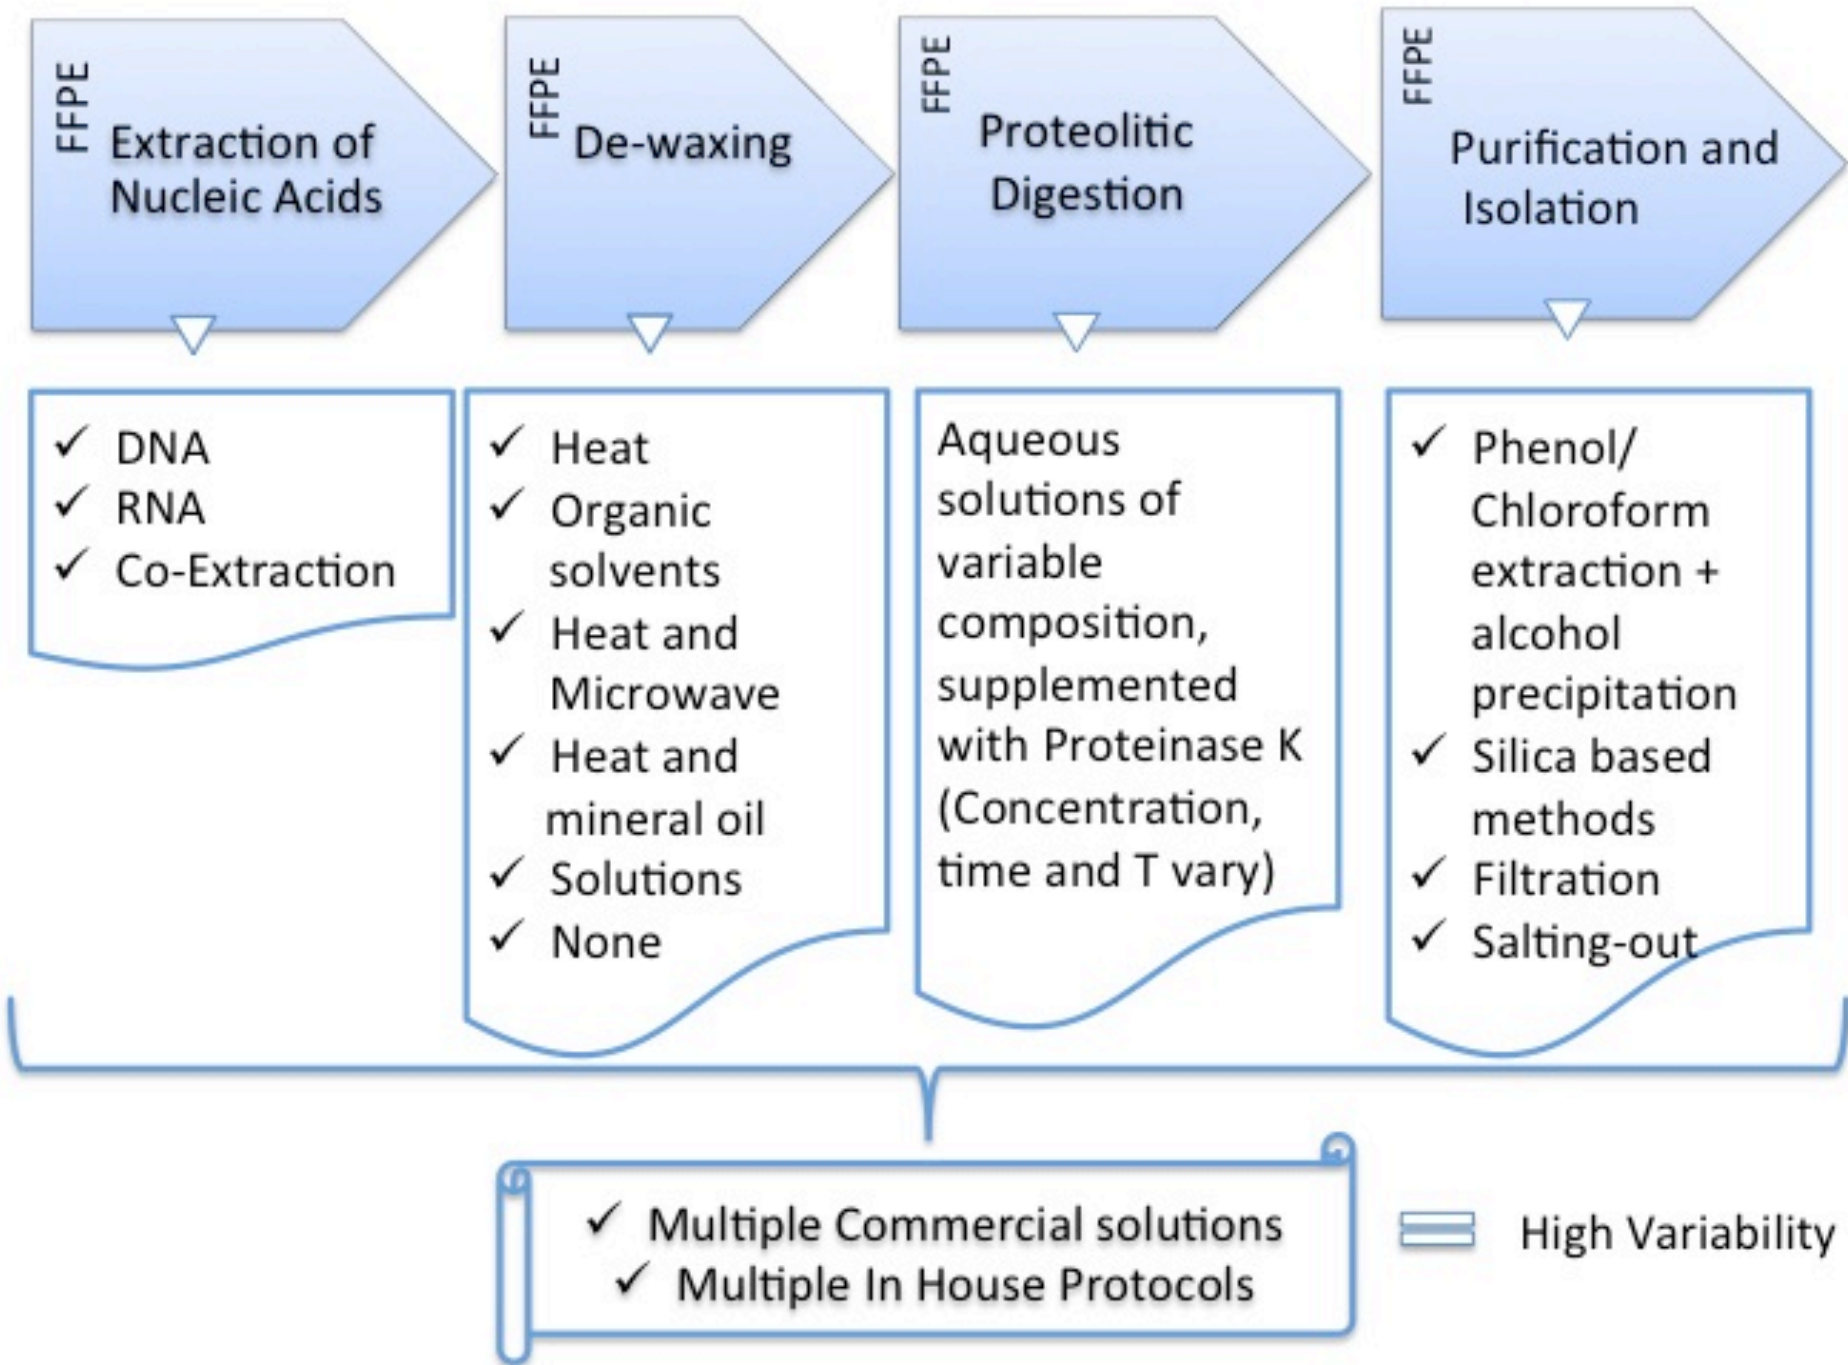 FFPE
Extraction of
Nucleic Acids
FFPE
De-waxing
FFPE
Proteolitic
Digestion
FFPE
Purification and
Isolation
✓ DNA
✓ RNA
✓ Co-Extraction
✓ Heat
✓ Organic
solvents
✓ Heat and
Microwave
✓ Heat and
mineral oil
✓ Solutions
✓ None
Aqueous
solutions of
variable
composition,
supplemented
with Proteinase K
(Concentration,
time and T vary)
✓ Phenol/
Chloroform
extraction +
alcohol
precipitation
✓ Silica based
methods
✓ Filtration
✓ Salting-out
✓ Multiple Commercial solutions
✓ Multiple In House Protocols
= High Variability